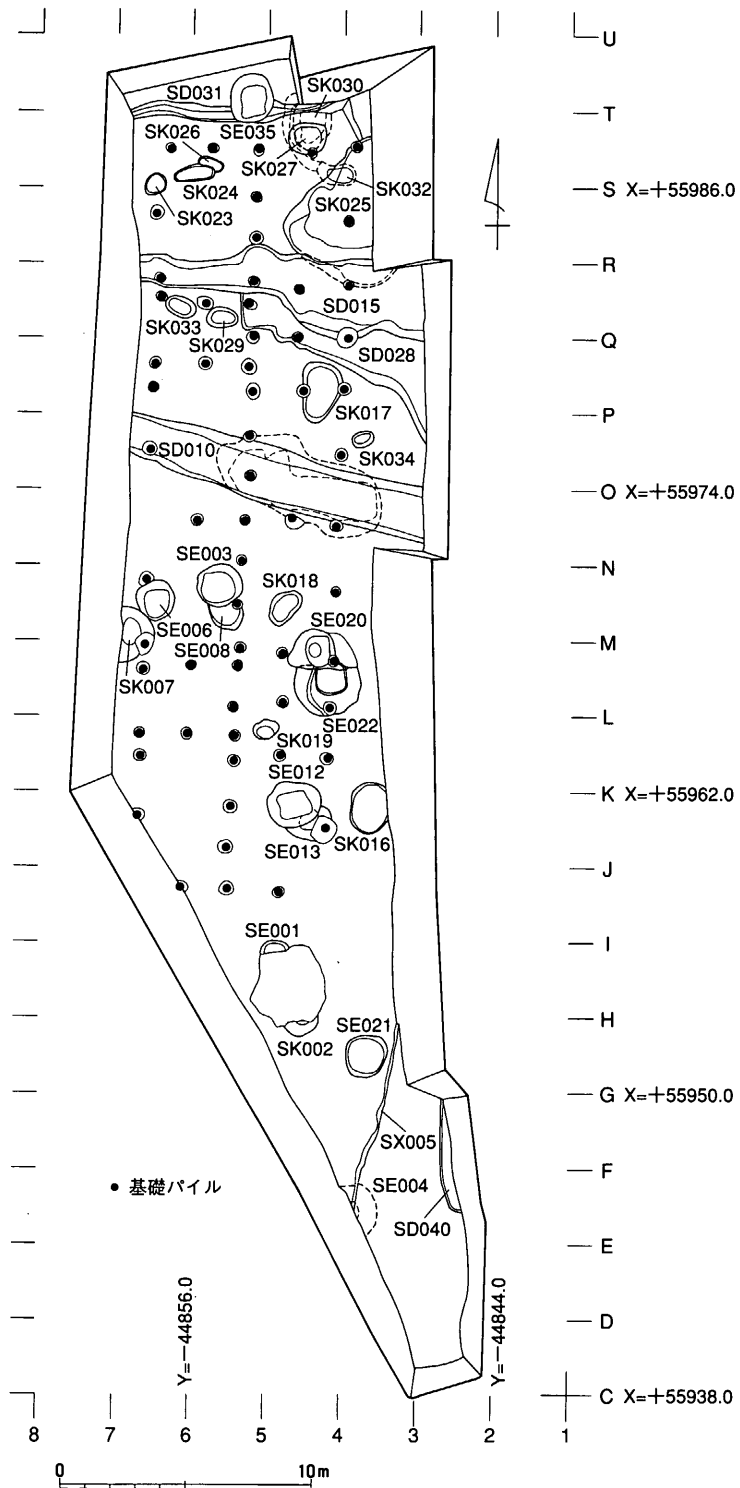 U
SD031
SK030
T
SK026
SE035
SK027
SK024
SK032
S X=+55986.0
SK023
SK025
R
SD015
SK033
SK029
SD028
Q
SK017
P
SD010
SK034
O X=+55974.0
SE003
SK018
N
SE006
SE020
SE008
M
SK007
L
SE022
SK019
SE012
K X=+55962.0
SE013
SK016
J
SE001
I
SE021
H
SK002
G X=+55950.0
SX005
F
● 基礎パイル
SE004
SD040
E
Y=-44856.0
Y=-44844.0
D
C X=+55938.0
8 7 6 5 4 3 2 1
0 10m